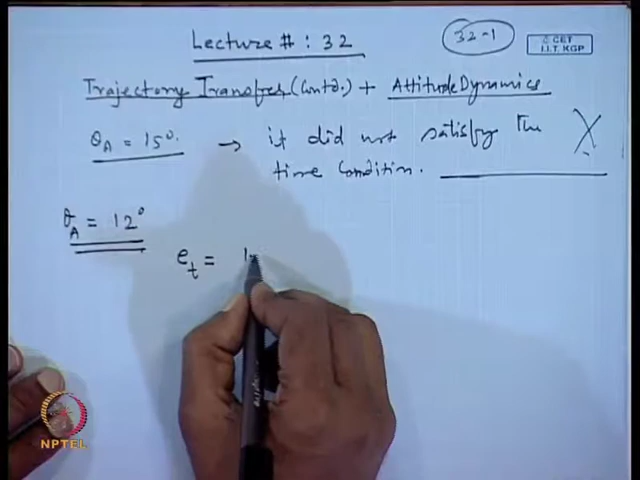 Lecture # : 32
32-1
© CET
I.I.T. KGP
Trajectory Transfer (Contd.) + Attitude Dynamics
θA = 15°. → it did not satisfy the
time condition.
θA = 12°
et = 1
NPTEL